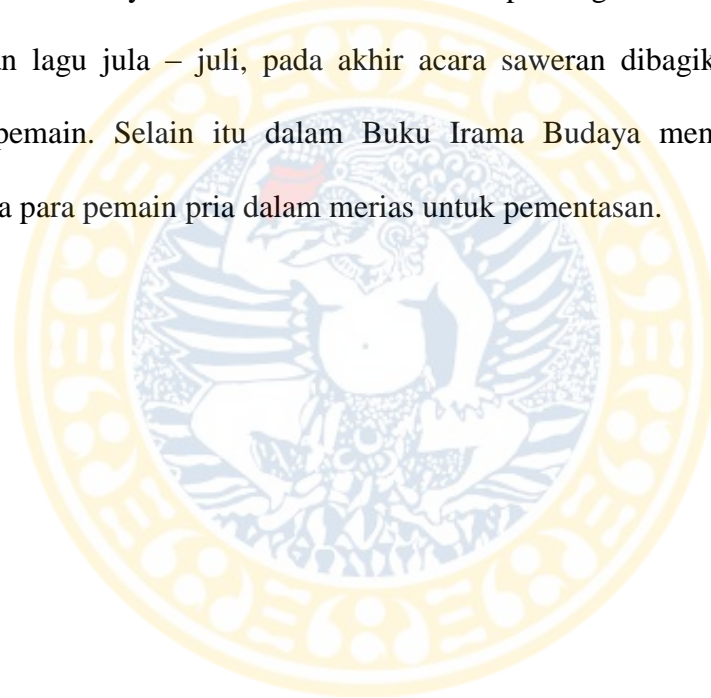 n lagu jula – juli, pada akhir acara saweran dibagik
pemain. Selain itu dalam Buku Irama Budaya men
a para pemain pria dalam merias untuk pementasan.